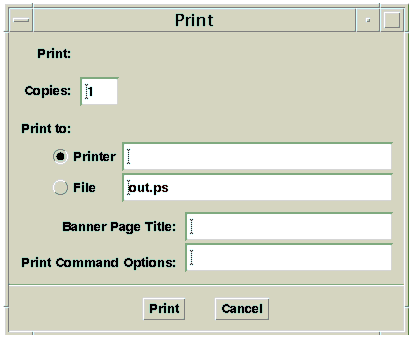 Print
Print:
Copies: 1
Print to:
Printer
File out.ps
Banner Page Title:
Print Command Options:
Print Cancel